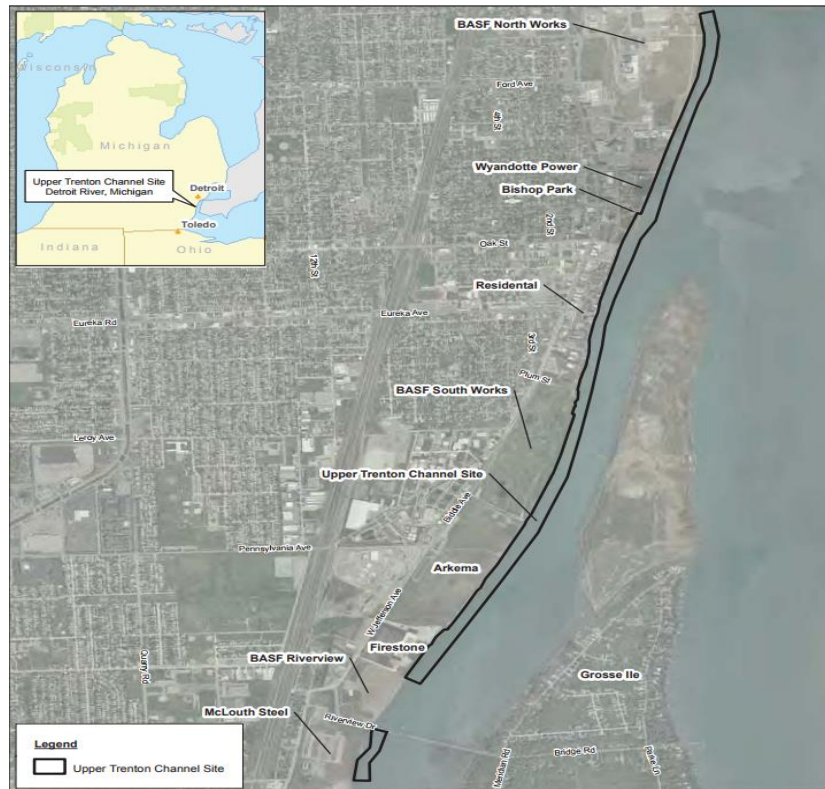 BASF North Works
Wisconsin
Michigan
Upper Trenton Channel Site
Detroit River, Michigan
Detroit
Toledo
Indiana
Ohio
Ford Ave
4th St
Wyandotte Power
Bishop Park
2nd St
Oak St
12th St
Residental
Eureka Ave
Eureka Rd
3rd St
Plum St
BASF South Works
Leroy Ave
Upper Trenton Channel Site
Biddle Ave
Pennsylvania Ave
Arkema
W Jefferson Ave
Firestone
BASF Riverview
Grosse Ile
Quarry Rd
McLouth Steel
Riverview Dr
Meridian Rd
Bridge Rd
Legend
Upper Trenton Channel Site